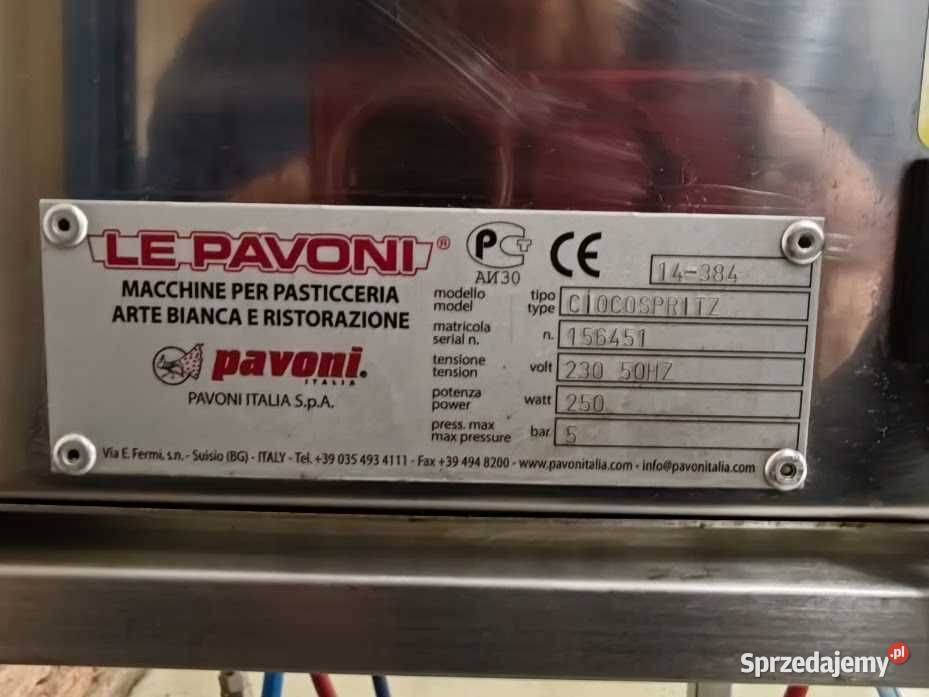 LE PAVONI®
MACCHINE PER PASTICCERIA
ARTE BIANCA E RISTORAZIONE
pavoni®
ITALIA
PAVONI ITALIA S.p.A.
РСТ
АИ30
CE
14-384
modello tipo
model type CIOCOSPRITZ
matricola
serial n. n. 156451
tensione
tension volt 230 50HZ
potenza
power watt 250
press. max
max pressure bar 5
Via E. Fermi, s.n. - Suisio (BG) - ITALY - Tel. +39 035 493 4111 - Fax +39 494 8200 - www.pavonitalia.com - info@pavonitalia.com
Sprzedajemy.pl